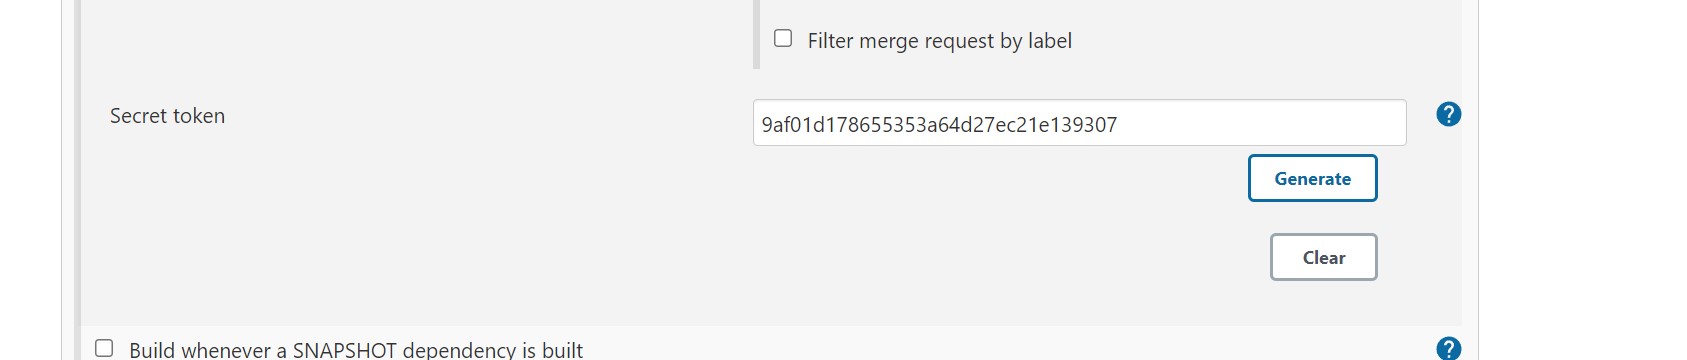 Filter merge request by label
Secret token
9af01d178655353a64d27ec21e139307
?
Generate
Clear
Build whenever a SNAPSHOT dependency is built
?